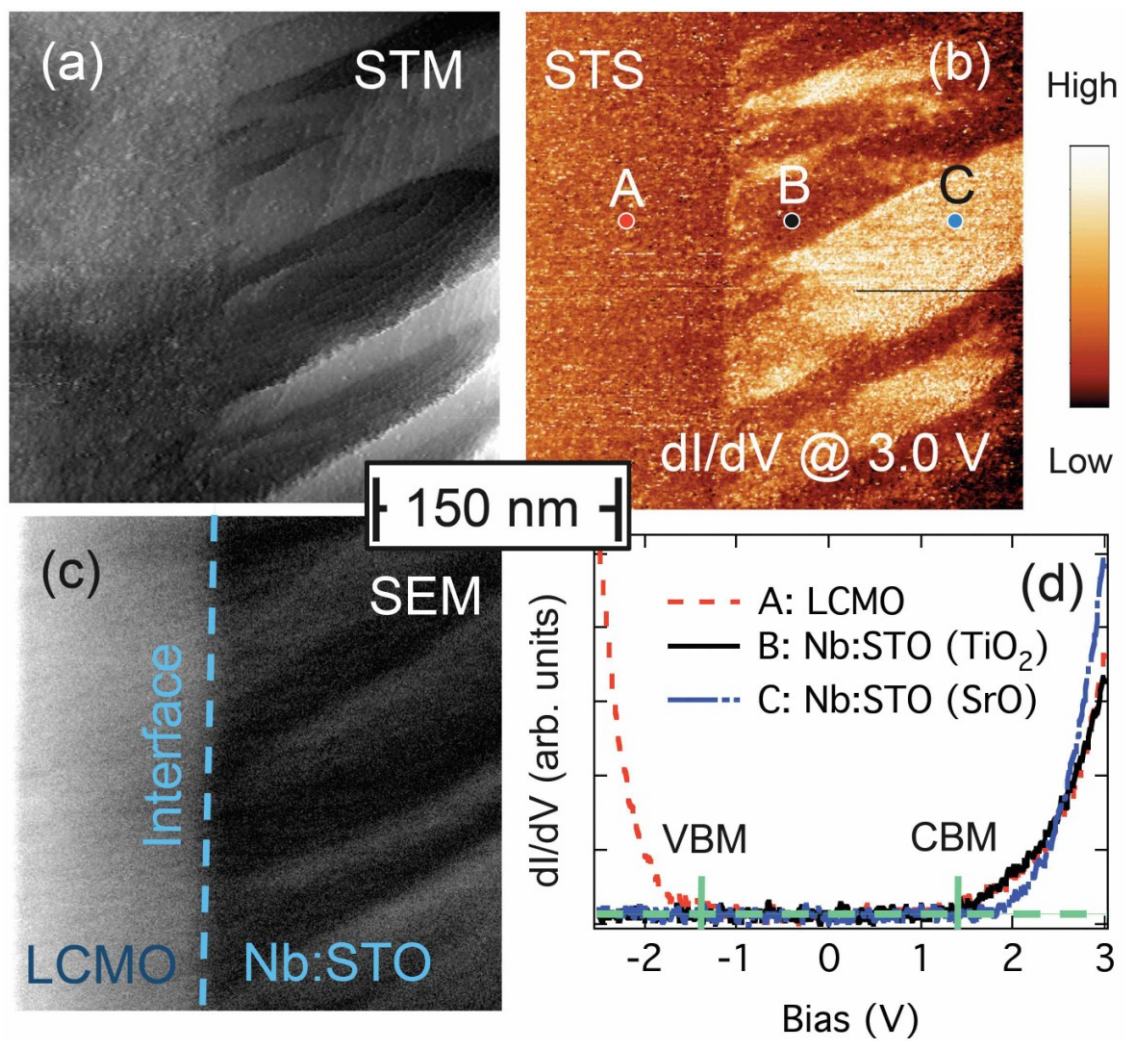 (a)
STM
STS
(b)
A
B
C
dI/dV @ 3.0 V
High
Low
150 nm
(c)
SEM
Interface
LCMO
Nb:STO
(d)
A: LCMO
B: Nb:STO (TiO₂)
C: Nb:STO (SrO)
VBM
CBM
dI/dV (arb. units)
-2 -1 0 1 2 3
Bias (V)